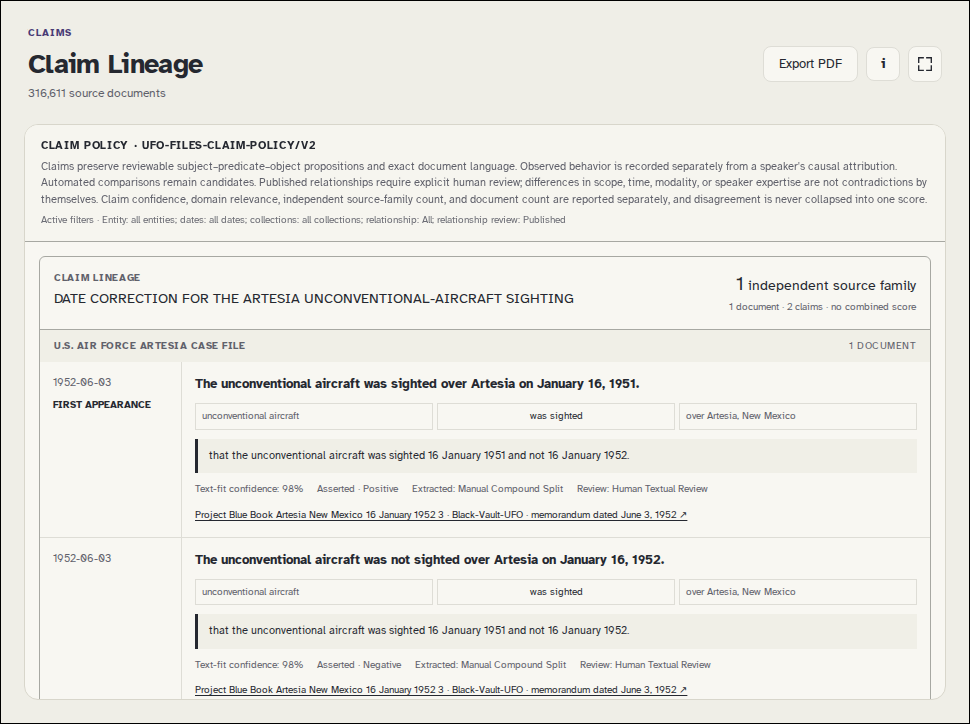 CLAIMS
Claim Lineage
316,611 source documents
Export PDF
i
CLAIM POLICY · UFO-FILES-CLAIM-POLICY/V2
Claims preserve reviewable subject–predicate–object propositions and exact document language. Observed behavior is recorded separately from a speaker's causal attribution.
Automated comparisons remain candidates. Published relationships require explicit human review; differences in scope, time, modality, or speaker expertise are not contradictions by
themselves. Claim confidence, domain relevance, independent source-family count, and document count are reported separately, and disagreement is never collapsed into one score.
Active filters · Entity: all entities; dates: all dates; collections: all collections; relationship: All; relationship review: Published
CLAIM LINEAGE
DATE CORRECTION FOR THE ARTESIA UNCONVENTIONAL-AIRCRAFT SIGHTING
1 independent source family
1 document · 2 claims · no combined score
U.S. AIR FORCE ARTESIA CASE FILE
1 DOCUMENT
1952-06-03
FIRST APPEARANCE
The unconventional aircraft was sighted over Artesia on January 16, 1951.
unconventional aircraft
was sighted
over Artesia, New Mexico
that the unconventional aircraft was sighted 16 January 1951 and not 16 January 1952.
Text-fit confidence: 98% Asserted · Positive Extracted: Manual Compound Split Review: Human Textual Review
Project Blue Book Artesia New Mexico 16 January 1952 3 · Black-Vault-UFO · memorandum dated June 3, 1952 ↗
1952-06-03
The unconventional aircraft was not sighted over Artesia on January 16, 1952.
unconventional aircraft
was sighted
over Artesia, New Mexico
that the unconventional aircraft was sighted 16 January 1951 and not 16 January 1952.
Text-fit confidence: 98% Asserted · Negative Extracted: Manual Compound Split Review: Human Textual Review
Project Blue Book Artesia New Mexico 16 January 1952 3 · Black-Vault-UFO · memorandum dated June 3, 1952 ↗